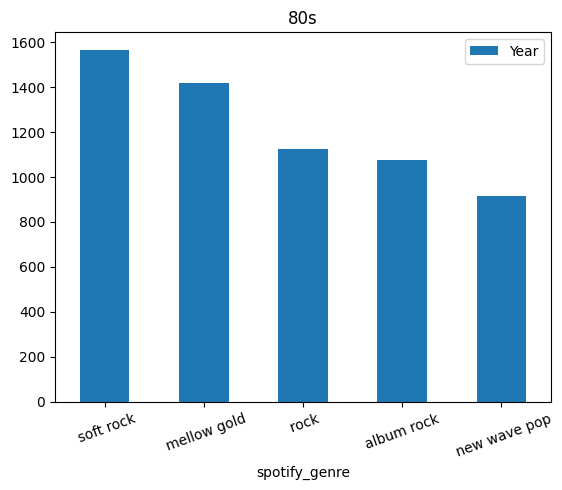 80s
Year
1600
1400
1200
1000
800
600
400
200
0
soft rock
mellow gold
rock
album rock
new wave pop
spotify_genre